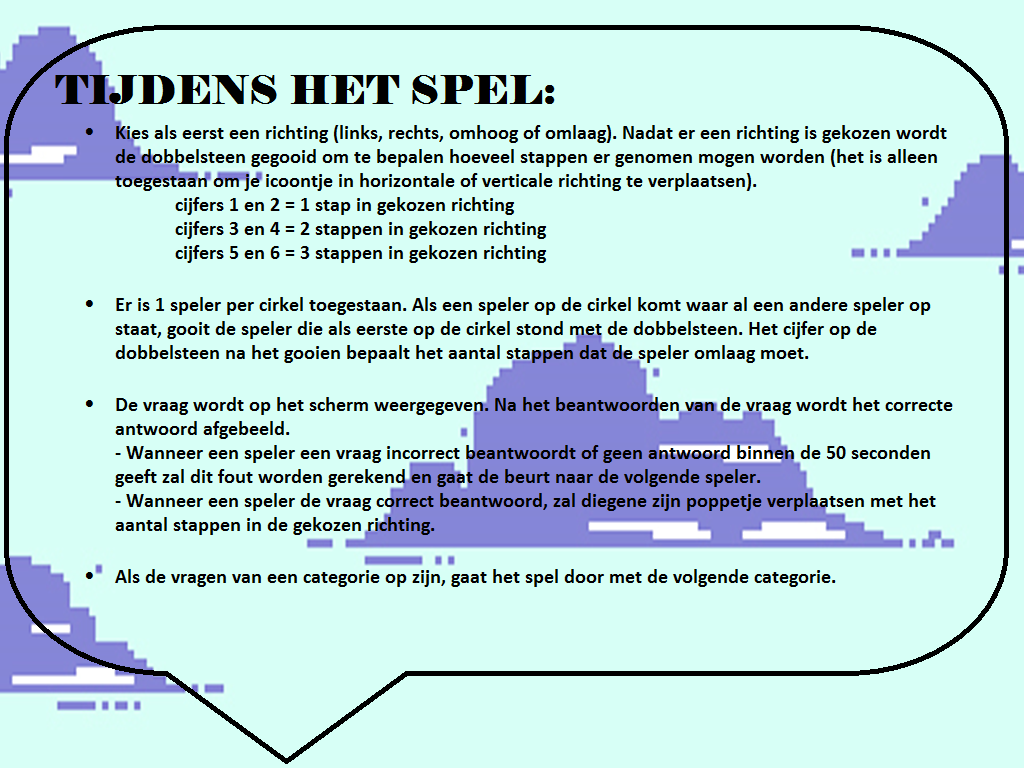 TIJDENS HET SPEL:
• Kies als eerst een richting (links, rechts, omhoog of omlaag). Nadat er een richting is gekozen wordt
de dobbelsteen gegooid om te bepalen hoeveel stappen er genomen mogen worden (het is alleen
toegestaan om je icoontje in horizontale of verticale richting te verplaatsen).
cijfers 1 en 2 = 1 stap in gekozen richting
cijfers 3 en 4 = 2 stappen in gekozen richting
cijfers 5 en 6 = 3 stappen in gekozen richting
• Er is 1 speler per cirkel toegestaan. Als een speler op de cirkel komt waar al een andere speler op
staat, gooit de speler die als eerste op de cirkel stond met de dobbelsteen. Het cijfer op de
dobbelsteen na het gooien bepaalt het aantal stappen dat de speler omlaag moet.
• De vraag wordt op het scherm weergegeven. Na het beantwoorden van de vraag wordt het correcte
antwoord afgebeeld.
- Wanneer een speler een vraag incorrect beantwoordt of geen antwoord binnen de 50 seconden
geeft zal dit fout worden gerekend en gaat de beurt naar de volgende speler.
- Wanneer een speler de vraag correct beantwoord, zal diegene zijn poppetje verplaatsen met het
aantal stappen in de gekozen richting.
• Als de vragen van een categorie op zijn, gaat het spel door met de volgende categorie.